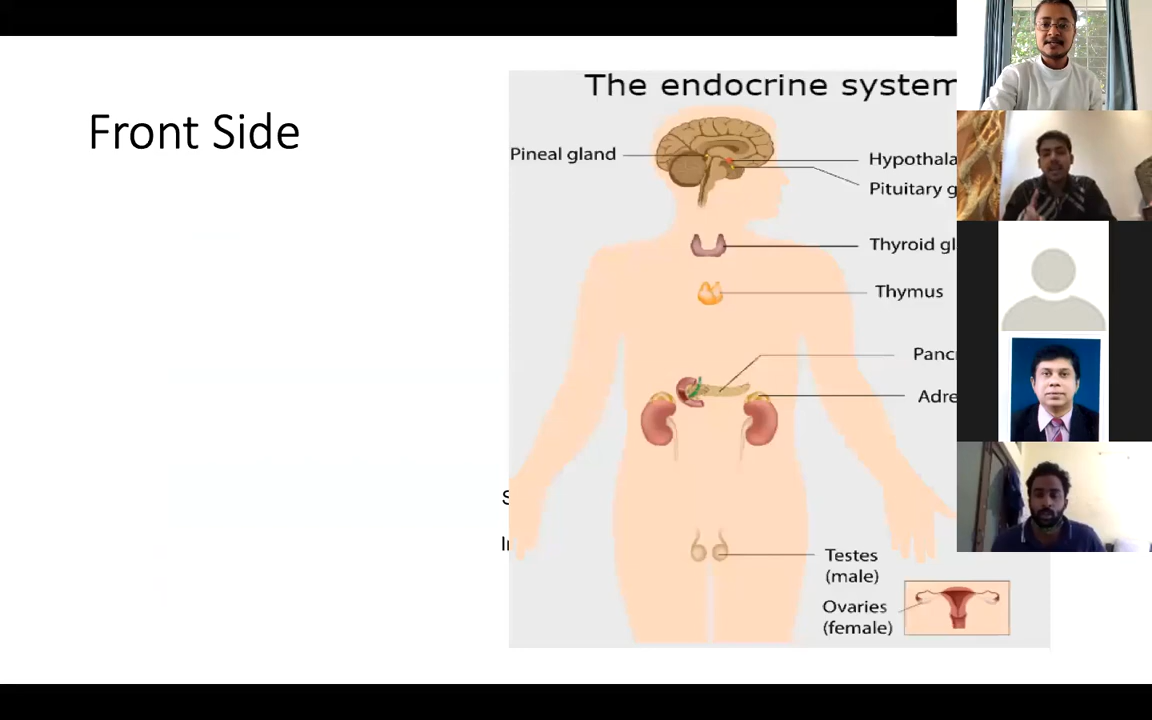 The endocrine system
Front Side
Pineal gland
Hypothala
Pituitary g
Thyroid gl
Thymus
Panc
Adre
S
Testes
(male)
Ovaries
(female)